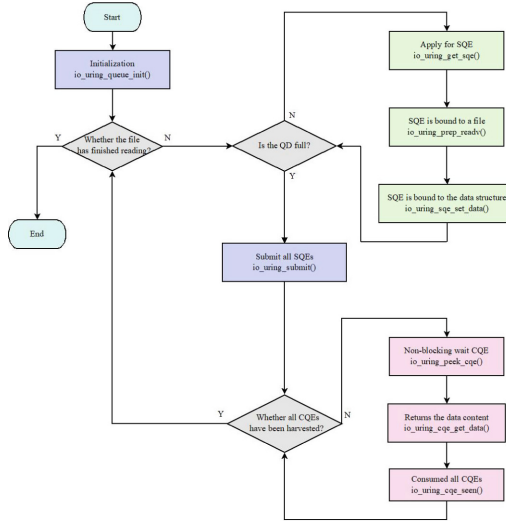 Start
Initialization
io_uring_queue_init()
Whether the file
has finished reading?
Y
N
End
Is the QD full?
N
Y
Apply for SQE
io_uring_get_sqe()
SQE is bound to a file
io_uring_prep_readv()
SQE is bound to the data structure
io_uring_sqe_set_data()
Submit all SQEs
io_uring_submit()
Whether all CQEs
have been harvested?
Y
N
Non-blocking wait CQE
io_uring_peek_cqe()
Returns the data content
io_uring_cqe_get_data()
Consumed all CQEs
io_uring_cqe_seen()